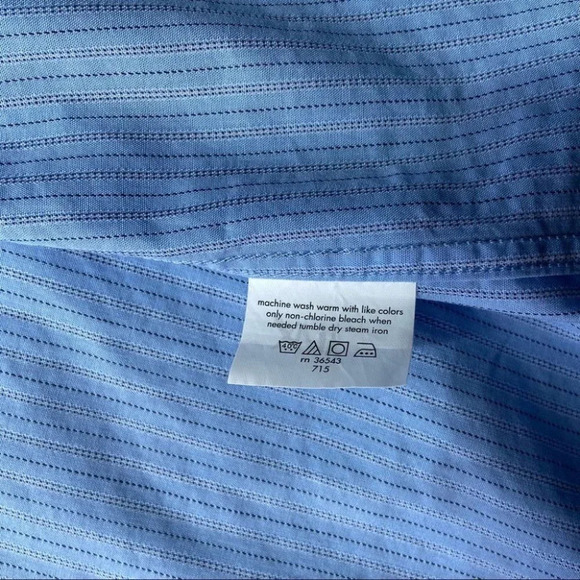 machine wash warm with like colors
only non-chlorine bleach when
needed tumble dry steam iron
rn 36543
715